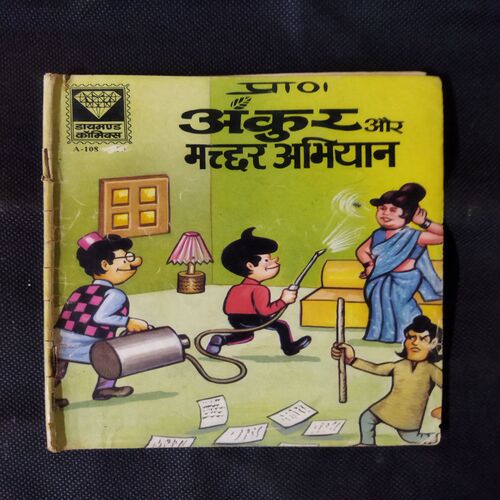 डायमण्ड
कॉमिक्स
A-108
प्राण
अंकुर और
मच्छर अभियान